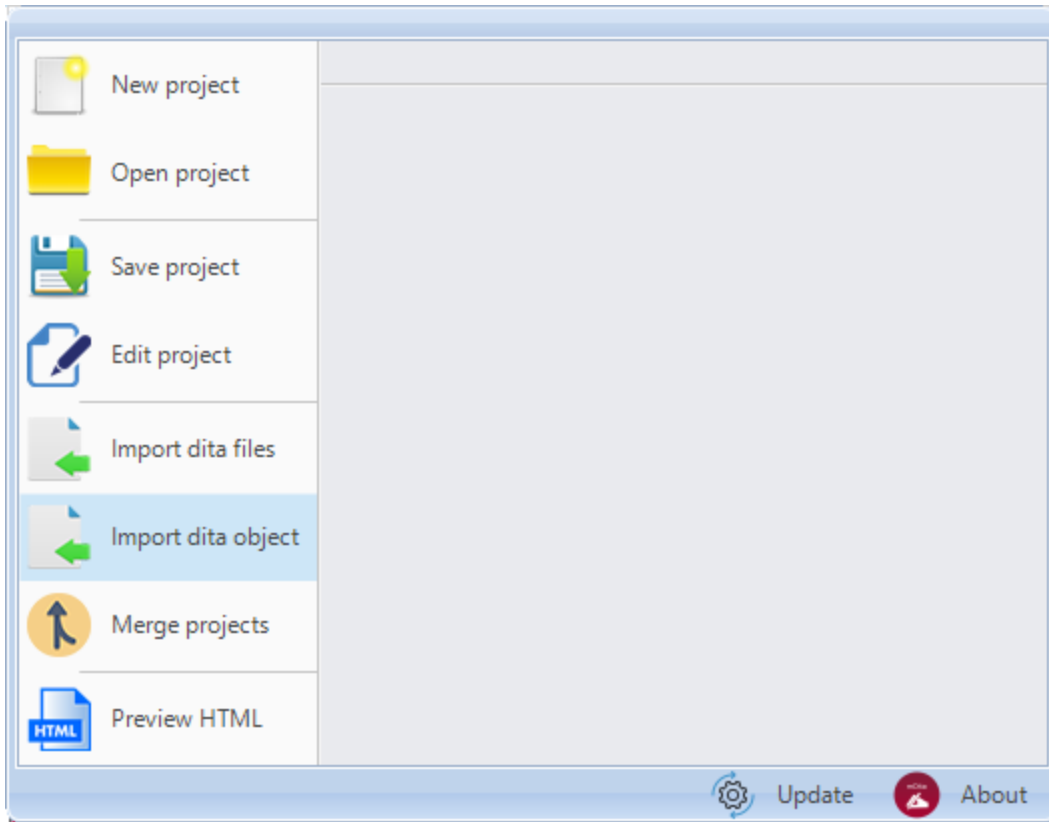 New project
Open project
Save project
Edit project
Import dita files
Import dita object
Merge projects
HTML
Preview HTML
Update
About